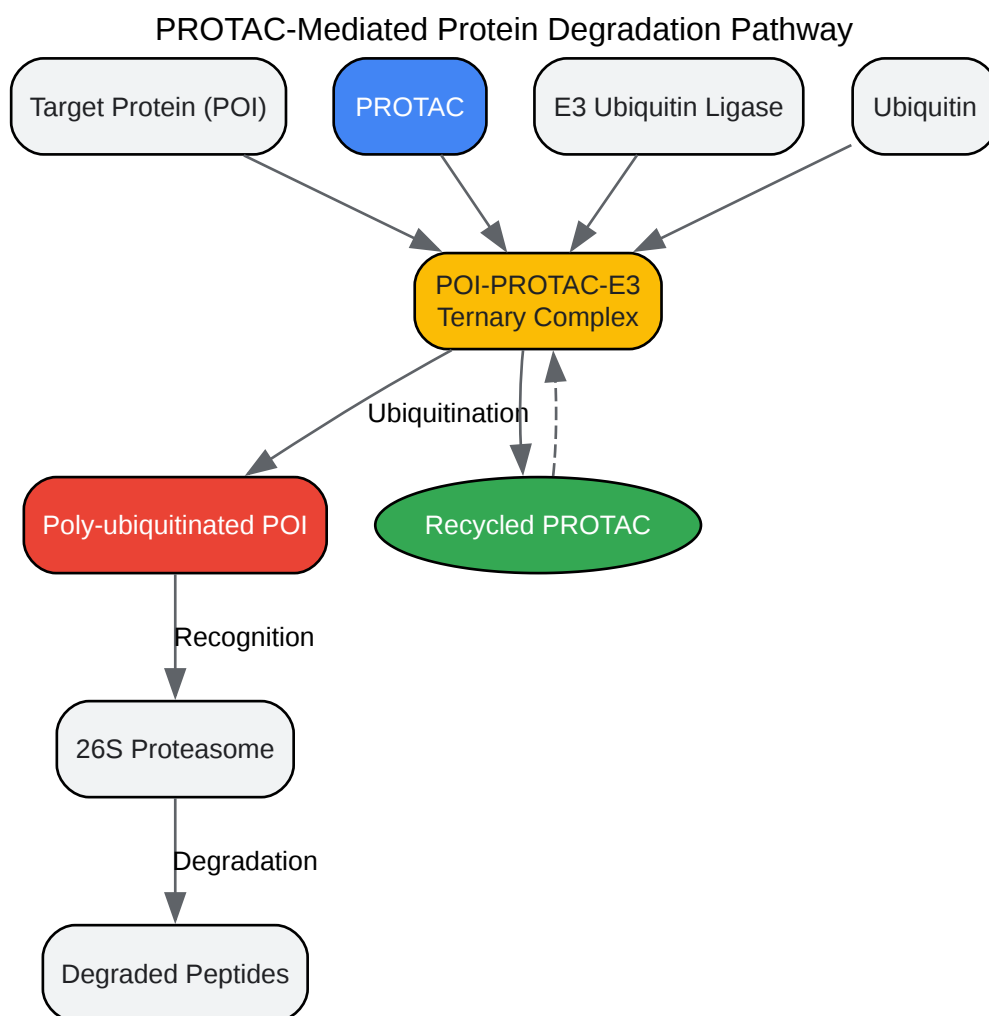 PROTAC-Mediated Protein Degradation Pathway
Target Protein (POI)
PROTAC
E3 Ubiquitin Ligase
Ubiquitin
POI-PROTAC-E3
Ternary Complex
Ubiquitination
Poly-ubiquitinated POI
Recycled PROTAC
Recognition
26S Proteasome
Degradation
Degraded Peptides